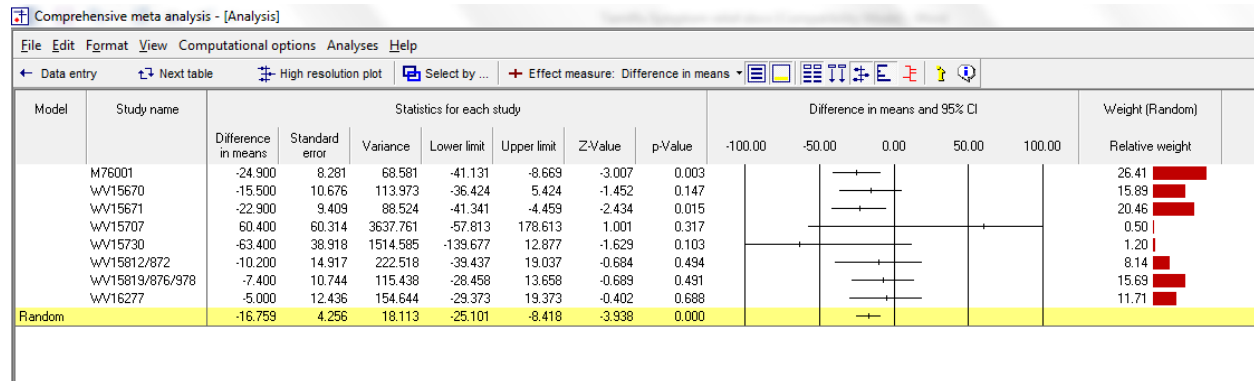 Comprehensive meta analysis - [Analysis]
File Edit Format View Computational options Analyses Help
← Data entry Next table High resolution plot Select by ... + Effect measure: Difference in means
Model Study name Statistics for each study Difference in means and 95% CI Weight (Random)
Difference in means Standard error Variance Lower limit Upper limit Z-Value p-Value -100.00 -50.00 0.00 50.00 100.00 Relative weight
M76001 -24.900 8.281 68.581 -41.131 -8.669 -3.007 0.003 26.41
WV15670 -15.500 10.676 113.973 -36.424 5.424 -1.452 0.147 15.89
WV15671 -22.900 9.409 88.524 -41.341 -4.459 -2.434 0.015 20.46
WV15707 60.400 60.314 3637.761 -57.813 178.613 1.001 0.317 0.50
WV15730 -63.400 38.918 1514.585 -139.677 12.877 -1.629 0.103 1.20
WV15812/872 -10.200 14.917 222.518 -39.437 19.037 -0.684 0.494 8.14
WV15819/876/978 -7.400 10.744 115.438 -28.458 13.658 -0.689 0.491 15.69
WV16277 -5.000 12.436 154.644 -29.373 19.373 -0.402 0.688 11.71
Random -16.759 4.256 18.113 -25.101 -8.418 -3.938 0.000